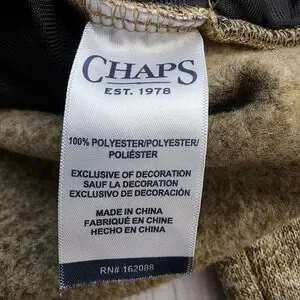 CHAPS
EST. 1978
100% POLYESTER/POLYESTER/
POLIÉSTER
EXCLUSIVE OF DECORATION
SAUF LA DECORATION
EXCLUSIVO DE DECORACIÓN
MADE IN CHINA
FABRIQUÉ EN CHINE
HECHO EN CHINA
RN# 162088